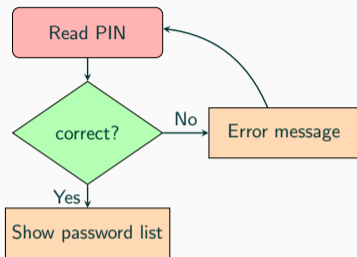 Read PIN
correct?
No
Error message
Yes
Show password list